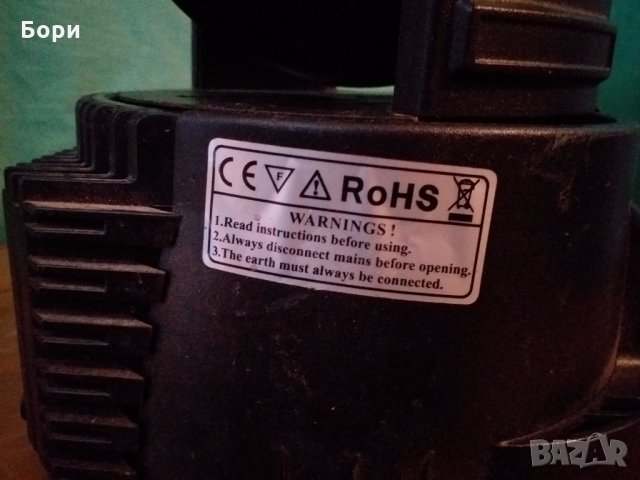 Бори
CE F ! RoHS
WARNINGS!
1.Read instructions before using.
2.Always disconnect mains before opening.
3.The earth must always be connected.
BAZAR